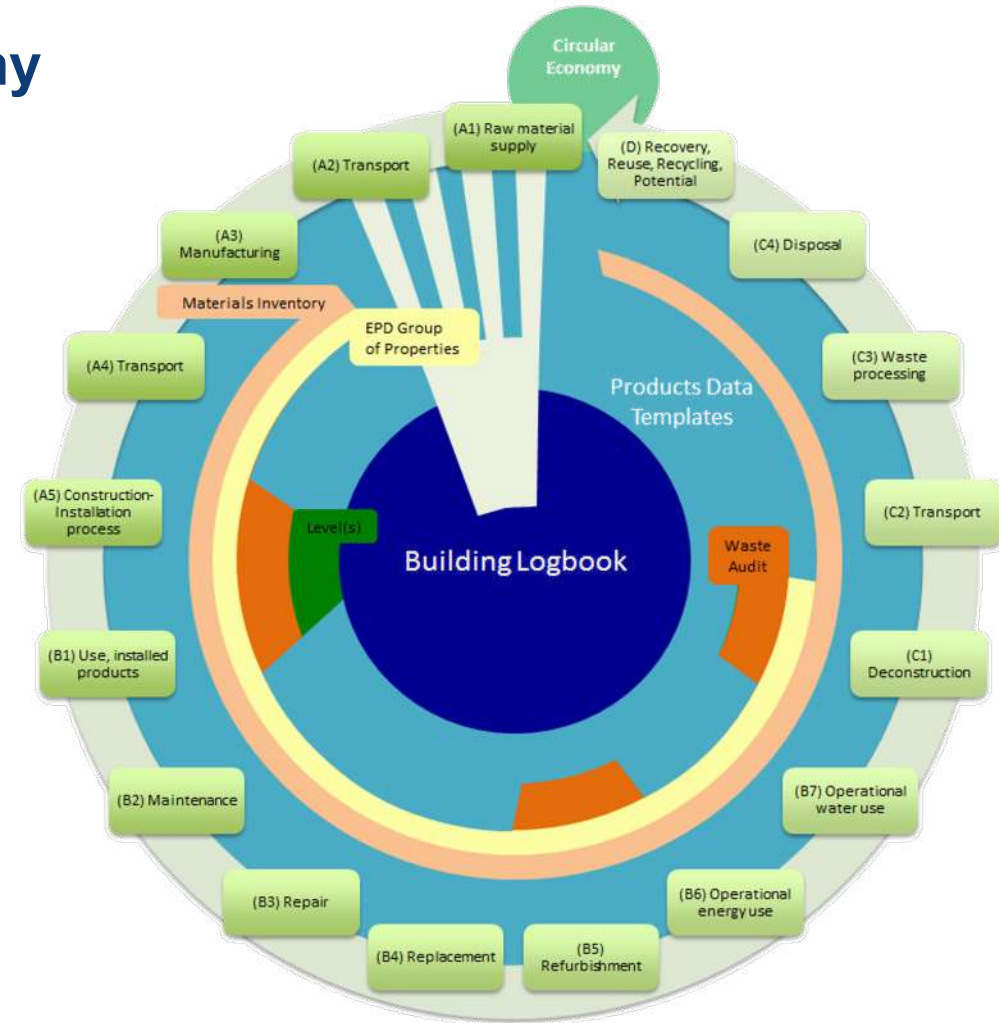 ny
Circular
Economy
(A1) Raw material
supply
(A2) Transport
(D) Recovery,
Reuse, Recycling,
Potential
(A3)
Manufacturing
(C4) Disposal
Materials Inventory
EPD Group
of Properties
(A4) Transport
(C3) Waste
processing
Products Data
Templates
(A5) Construction-
Installation
process
(C2) Transport
Level(s)
Waste
Audit
Building Logbook
(B1) Use, installed
products
(C1)
Deconstruction
(B2) Maintenance
(B7) Operational
water use
(B3) Repair
(B6) Operational
energy use
(B4) Replacement
(B5)
Refurbishment